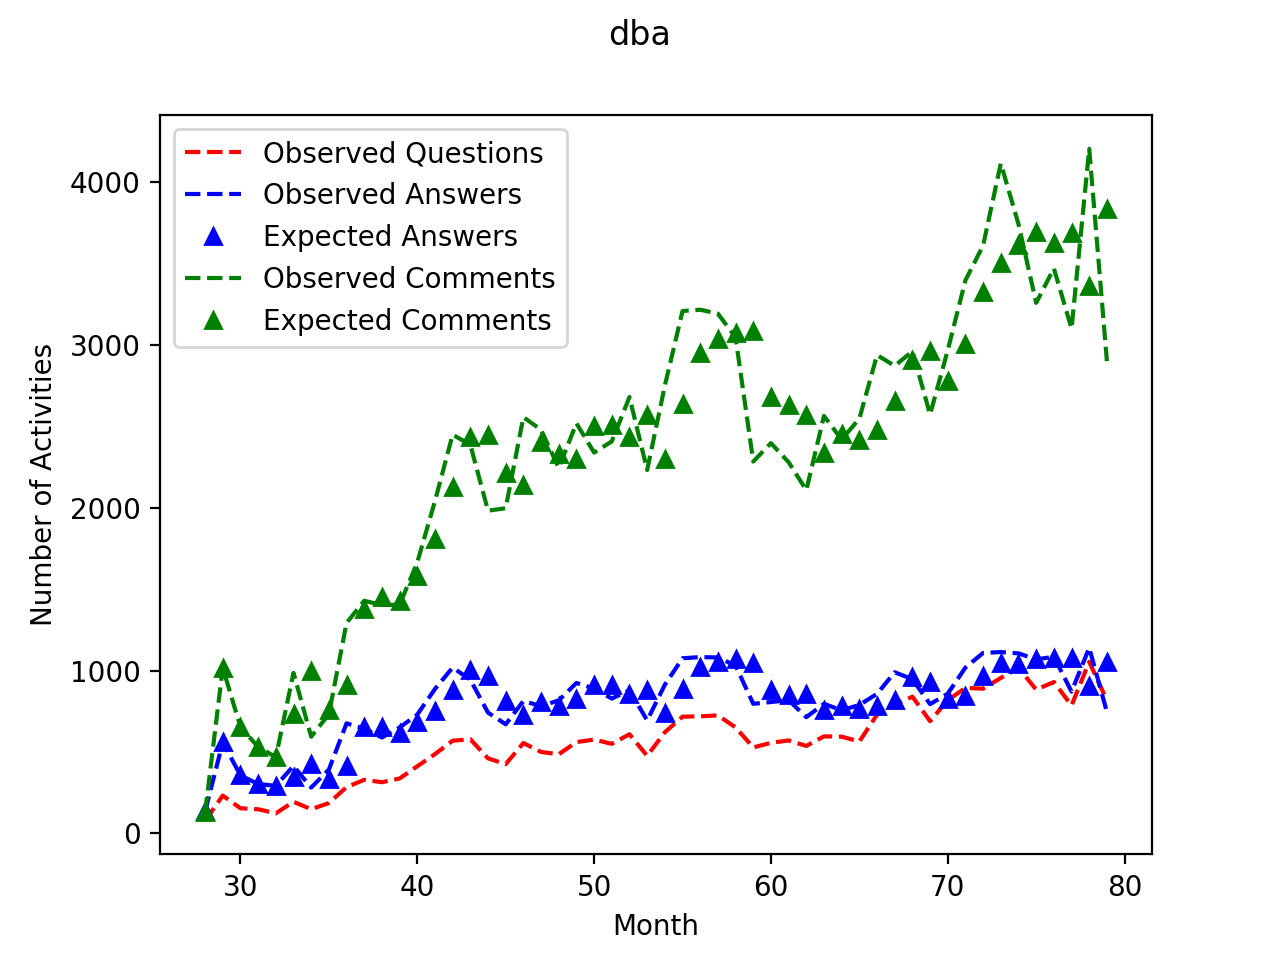 dba
Observed Questions
Observed Answers
Expected Answers
Observed Comments
Expected Comments
Number of Activities
4000
3000
2000
1000
0
30 40 50 60 70 80
Month